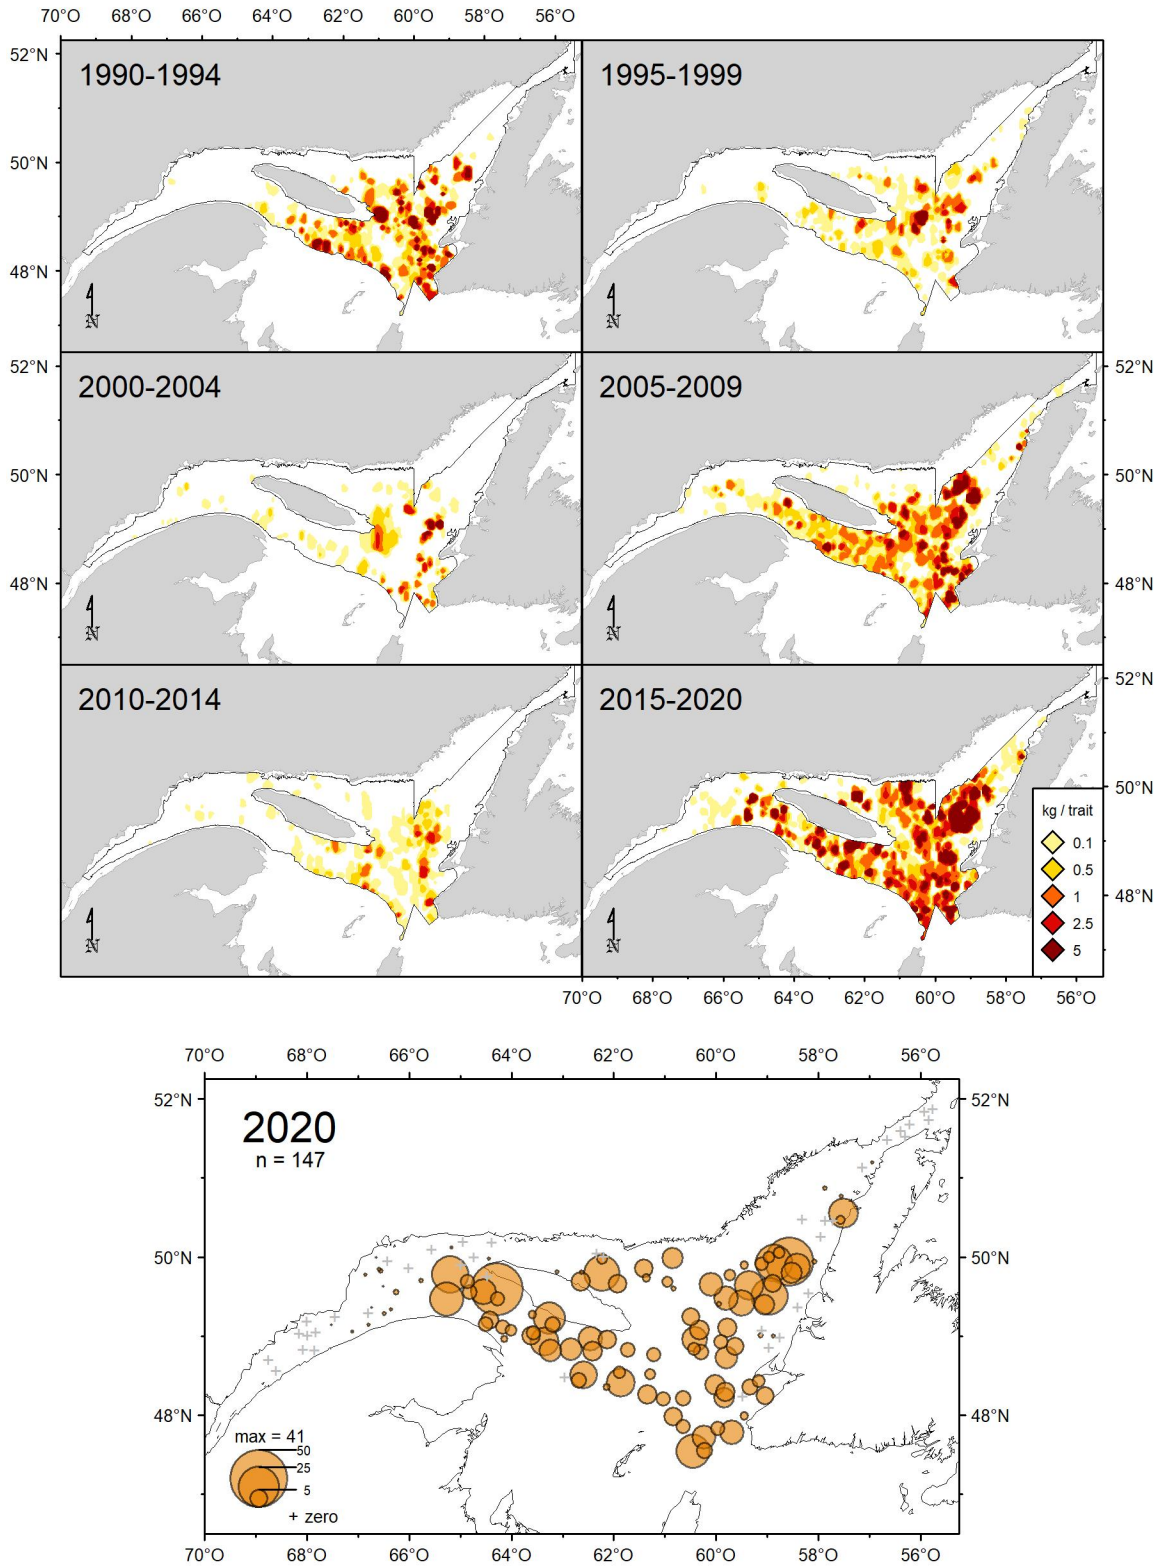 70°O 68°O 66°O 64°O 62°O 60°O 58°O 56°O
52°N
1990-1994
1995-1999
50°N
48°N
N
N
2000-2004
2005-2009
52°N
52°N
50°N
50°N
48°N
48°N
N
N
2010-2014
2015-2020
52°N
50°N
kg / trait
0.1
0.5
1
48°N
2.5
5
N
N
70°O 68°O 66°O 64°O 62°O 60°O 58°O 56°O
70°O 68°O 66°O 64°O 62°O 60°O 58°O 56°O
52°N
52°N
2020
n = 147
50°N
50°N
48°N
48°N
max = 41
50
25
5
+ zero
70°O 68°O 66°O 64°O 62°O 60°O 58°O 56°O